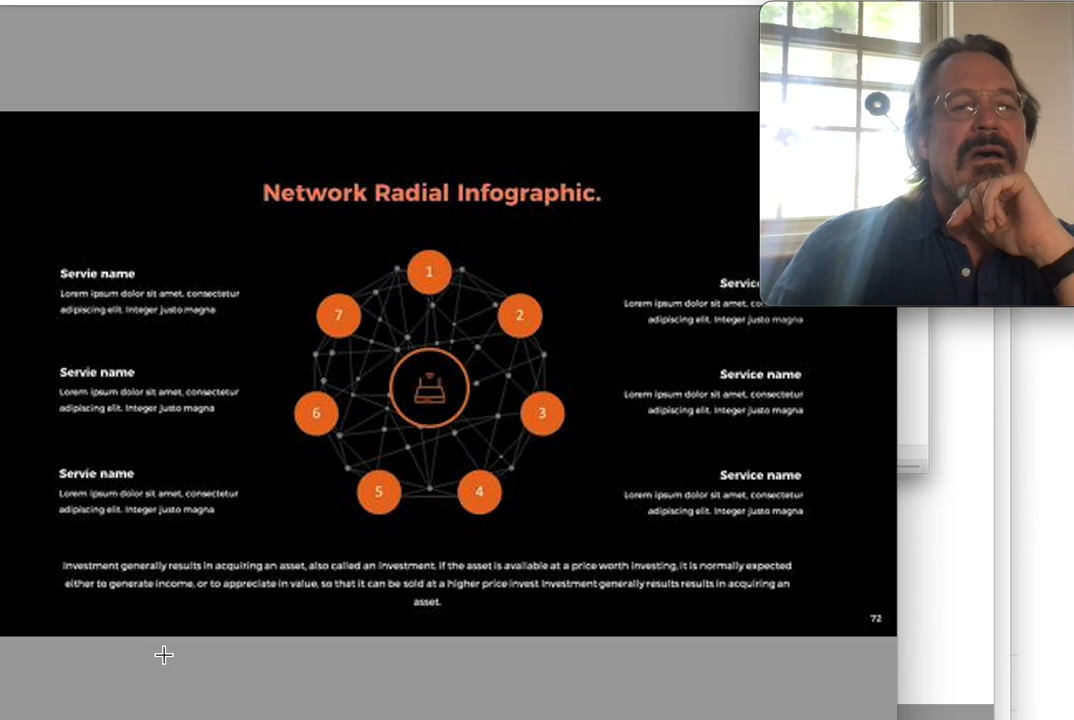 Network Radial Infographic.
Servie name
Lorem ipsum dolor sit amet, consectetur
adipiscing elit. Integer justo magna
Servie name
Lorem ipsum dolor sit amet, consectetur
adipiscing elit. Integer justo magna
Servie name
Lorem ipsum dolor sit amet, consectetur
adipiscing elit. Integer justo magna
1
2
3
4
5
6
7
Servic
Lorem ipsum dolor sit amet, co
adipiscing elit. Integer justo magna
Service name
Lorem ipsum dolor sit amet, consectetur
adipiscing elit. Integer justo magna
Service name
Lorem ipsum dolor sit amet, consectetur
adipiscing elit. Integer justo magna
Investment generally results in acquiring an asset, also called an investment. If the asset is available at a price worth investing, it is normally expected
either to generate income, or to appreciate in value, so that it can be sold at a higher price invest Investment generally results results in acquiring an
asset.
72